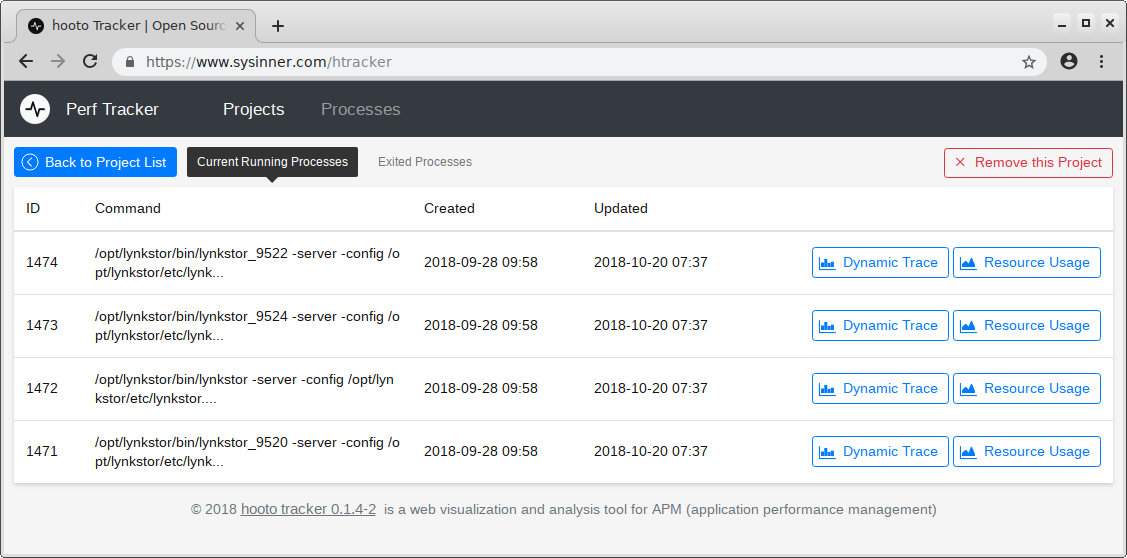 hooto Tracker | Open Sourc
https://www.sysinner.com/htracker
Perf Tracker Projects Processes
Back to Project List Current Running Processes Exited Processes Remove this Project
ID Command Created Updated
1474 /opt/lynkstor/bin/lynkstor_9522 -server -config /o
pt/lynkstor/etc/lynk... 2018-09-28 09:58 2018-10-20 07:37 Dynamic Trace Resource Usage
1473 /opt/lynkstor/bin/lynkstor_9524 -server -config /o
pt/lynkstor/etc/lynk... 2018-09-28 09:58 2018-10-20 07:37 Dynamic Trace Resource Usage
1472 /opt/lynkstor/bin/lynkstor -server -config /opt/lyn
kstor/etc/lynkstor.... 2018-09-28 09:58 2018-10-20 07:37 Dynamic Trace Resource Usage
1471 /opt/lynkstor/bin/lynkstor_9520 -server -config /o
pt/lynkstor/etc/lynk... 2018-09-28 09:58 2018-10-20 07:37 Dynamic Trace Resource Usage
© 2018 hooto tracker 0.1.4-2 is a web visualization and analysis tool for APM (application performance management)